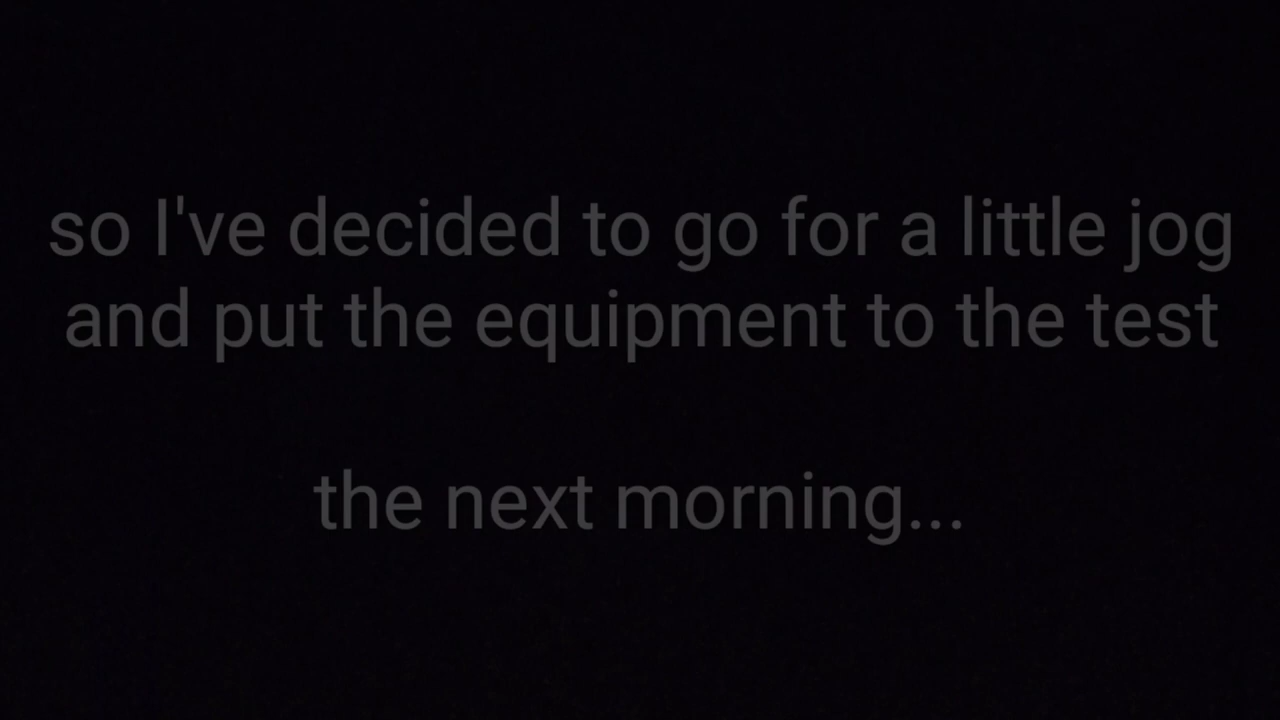 so I've decided to go for a little jog
and put the equipment to the test
the next morning...